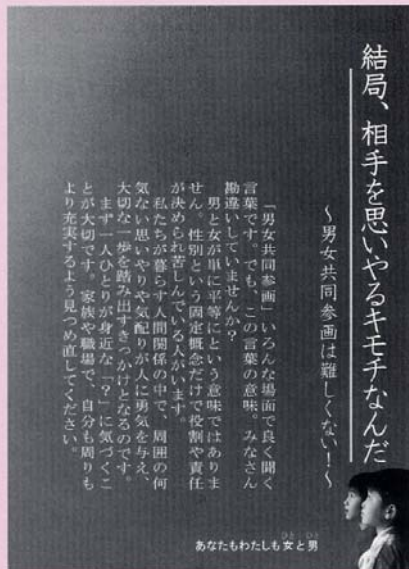 結局、相手を思いやるキモチなんだ
～男女共同参画は難しくない！～
「男女共同参画」いろんな場面で良く聞く
言葉です。でも、この言葉の意味。みなさん
勘違いしていませんか？
男と女が単に平等にという意味ではありま
せん。性別という固定概念だけで役割や責任
が決められ苦しんでいる人がいます。
私たちが暮らす人間関係の中で、周囲の何
気ない思いやりや気配りが人に勇気を与え、
大切な一歩を踏み出すきっかけとなるのです。
まず一人ひとりが身近な「？」に気づくこ
とが大切です。家族や職場で、自分も周りも
より充実するよう見つめ直してください。
あなたもわたしも女と男